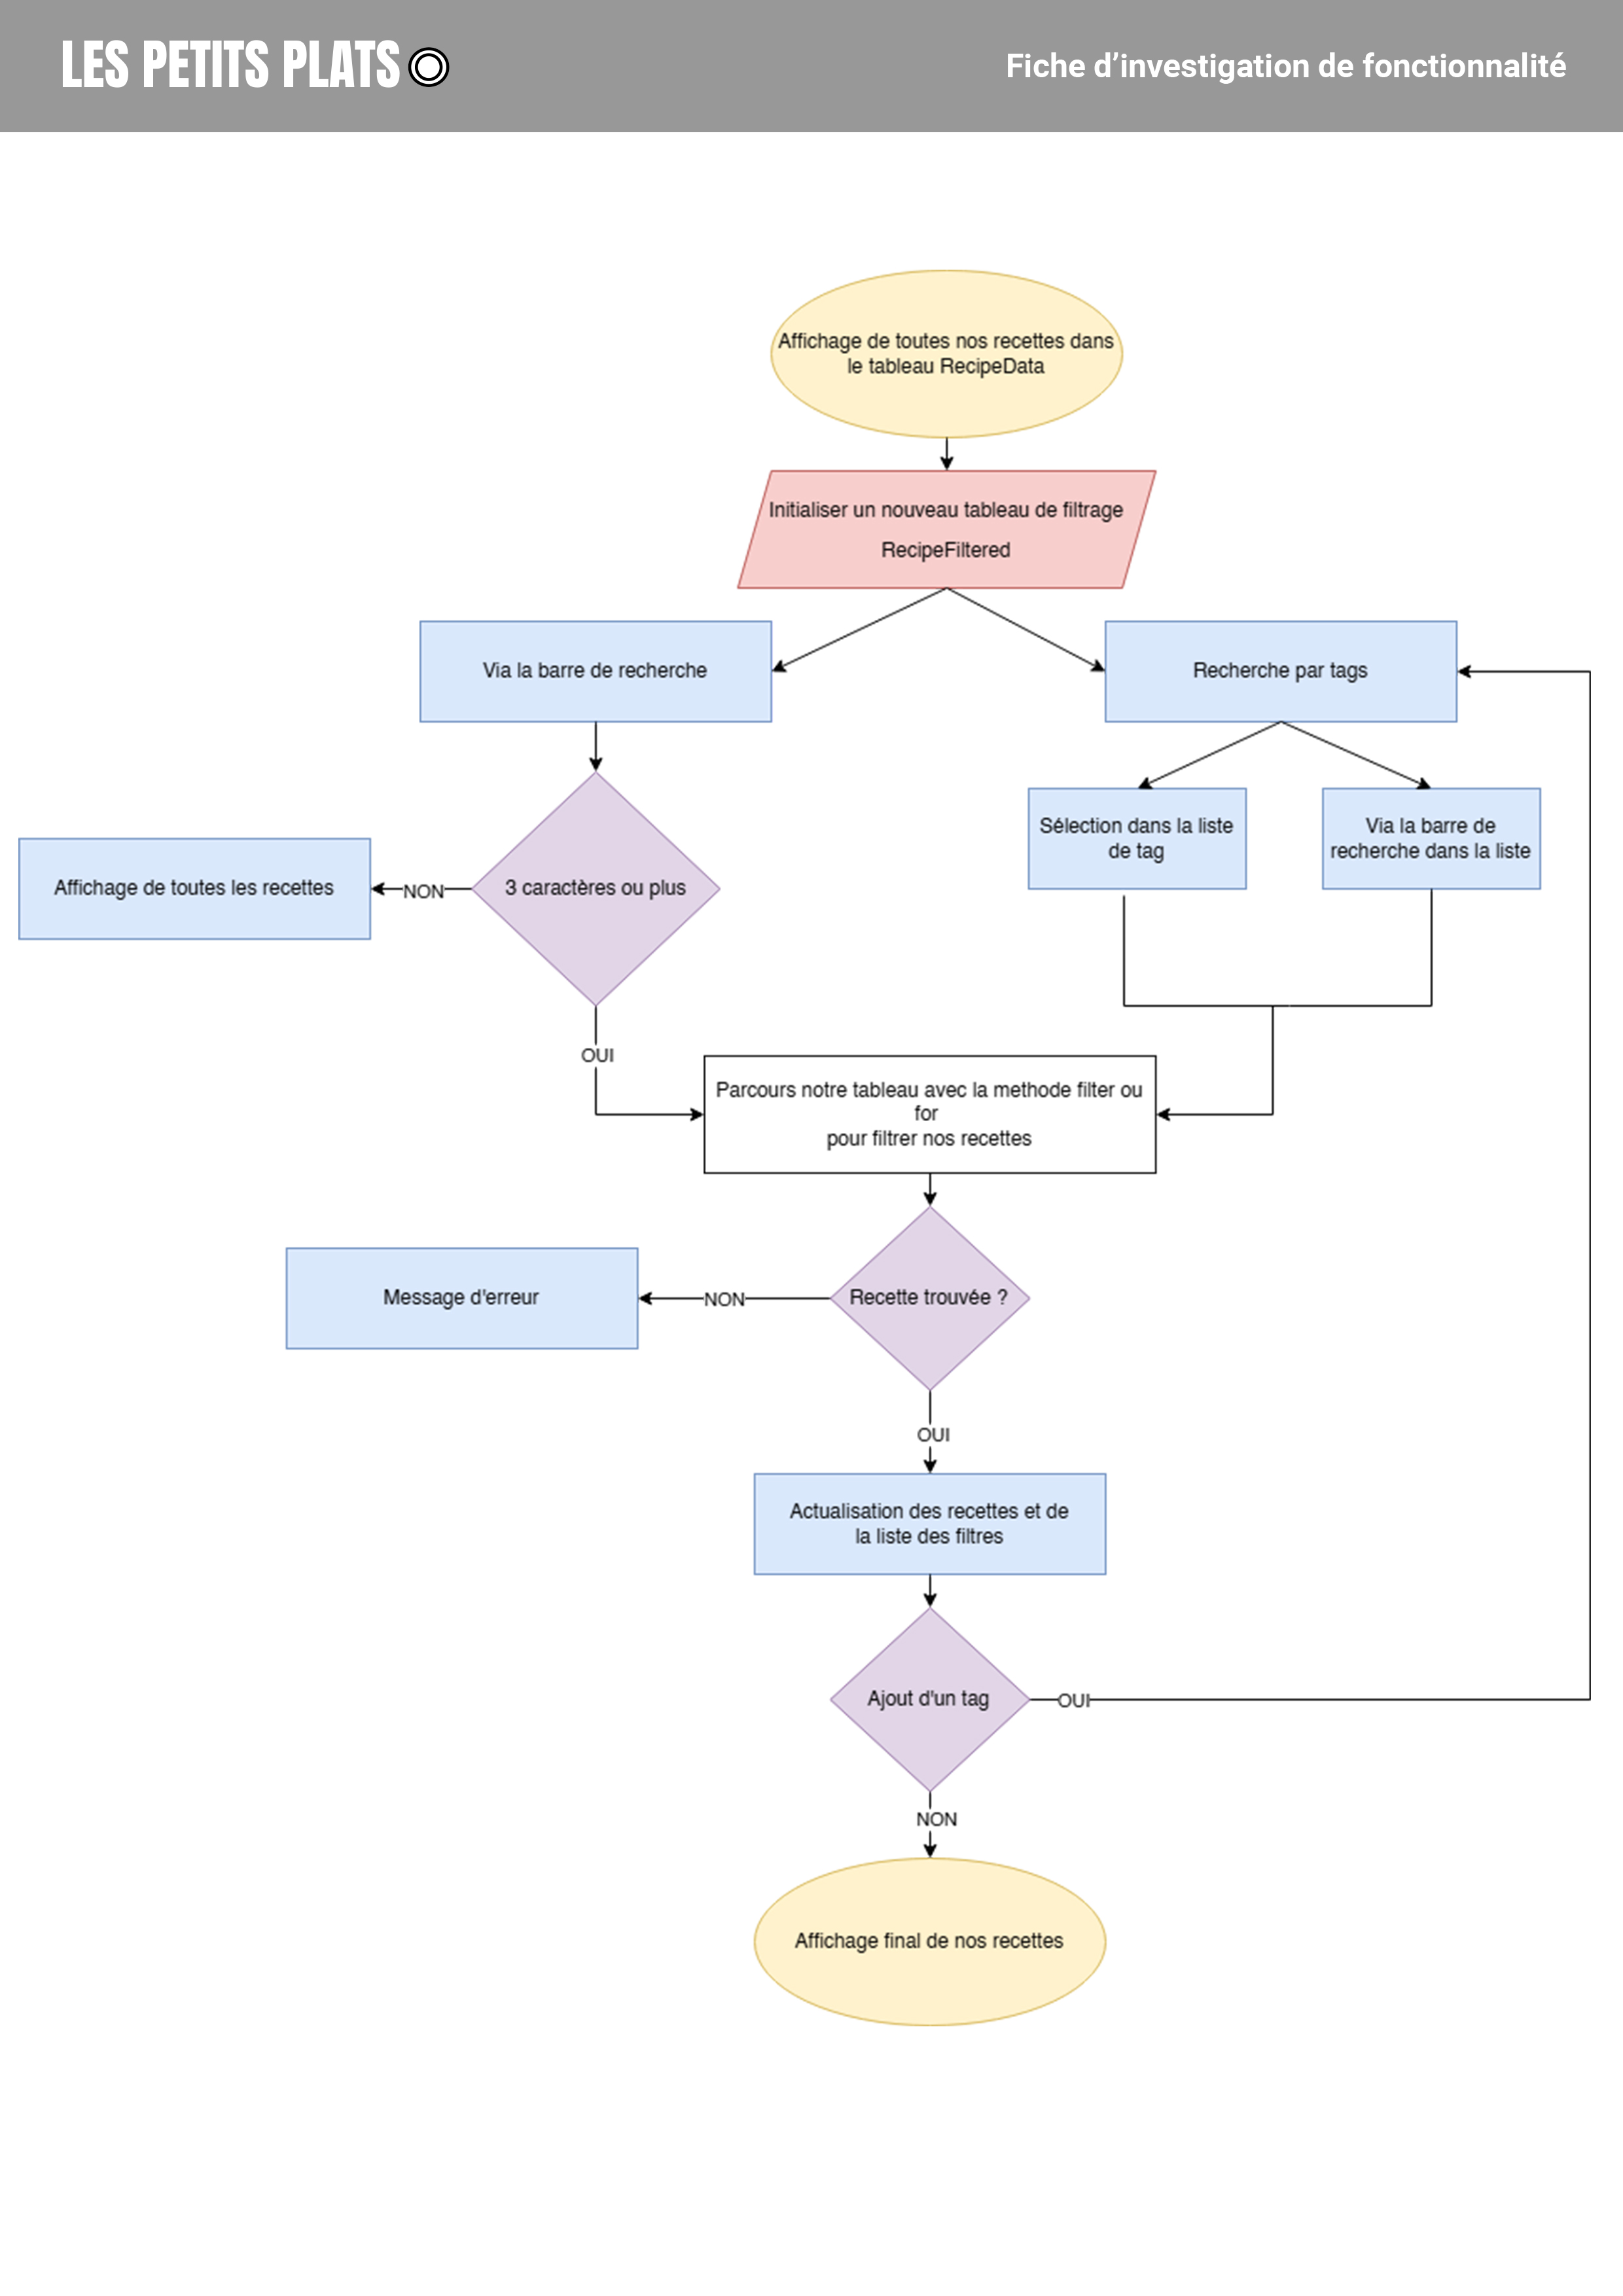 LES PETITS PLATS
Fiche d’investigation de fonctionnalité
Affichage de toutes nos recettes dans
le tableau RecipeData
Initialiser un nouveau tableau de filtrage
RecipeFiltered
Via la barre de recherche
Recherche par tags
Sélection dans la liste
de tag
Via la barre de
recherche dans la liste
Affichage de toutes les recettes
NON
3 caractères ou plus
OUI
Parcours notre tableau avec la methode filter ou
for
pour filtrer nos recettes
Message d'erreur
NON
Recette trouvée ?
OUI
Actualisation des recettes et de
la liste des filtres
Ajout d'un tag
OUI
NON
Affichage final de nos recettes